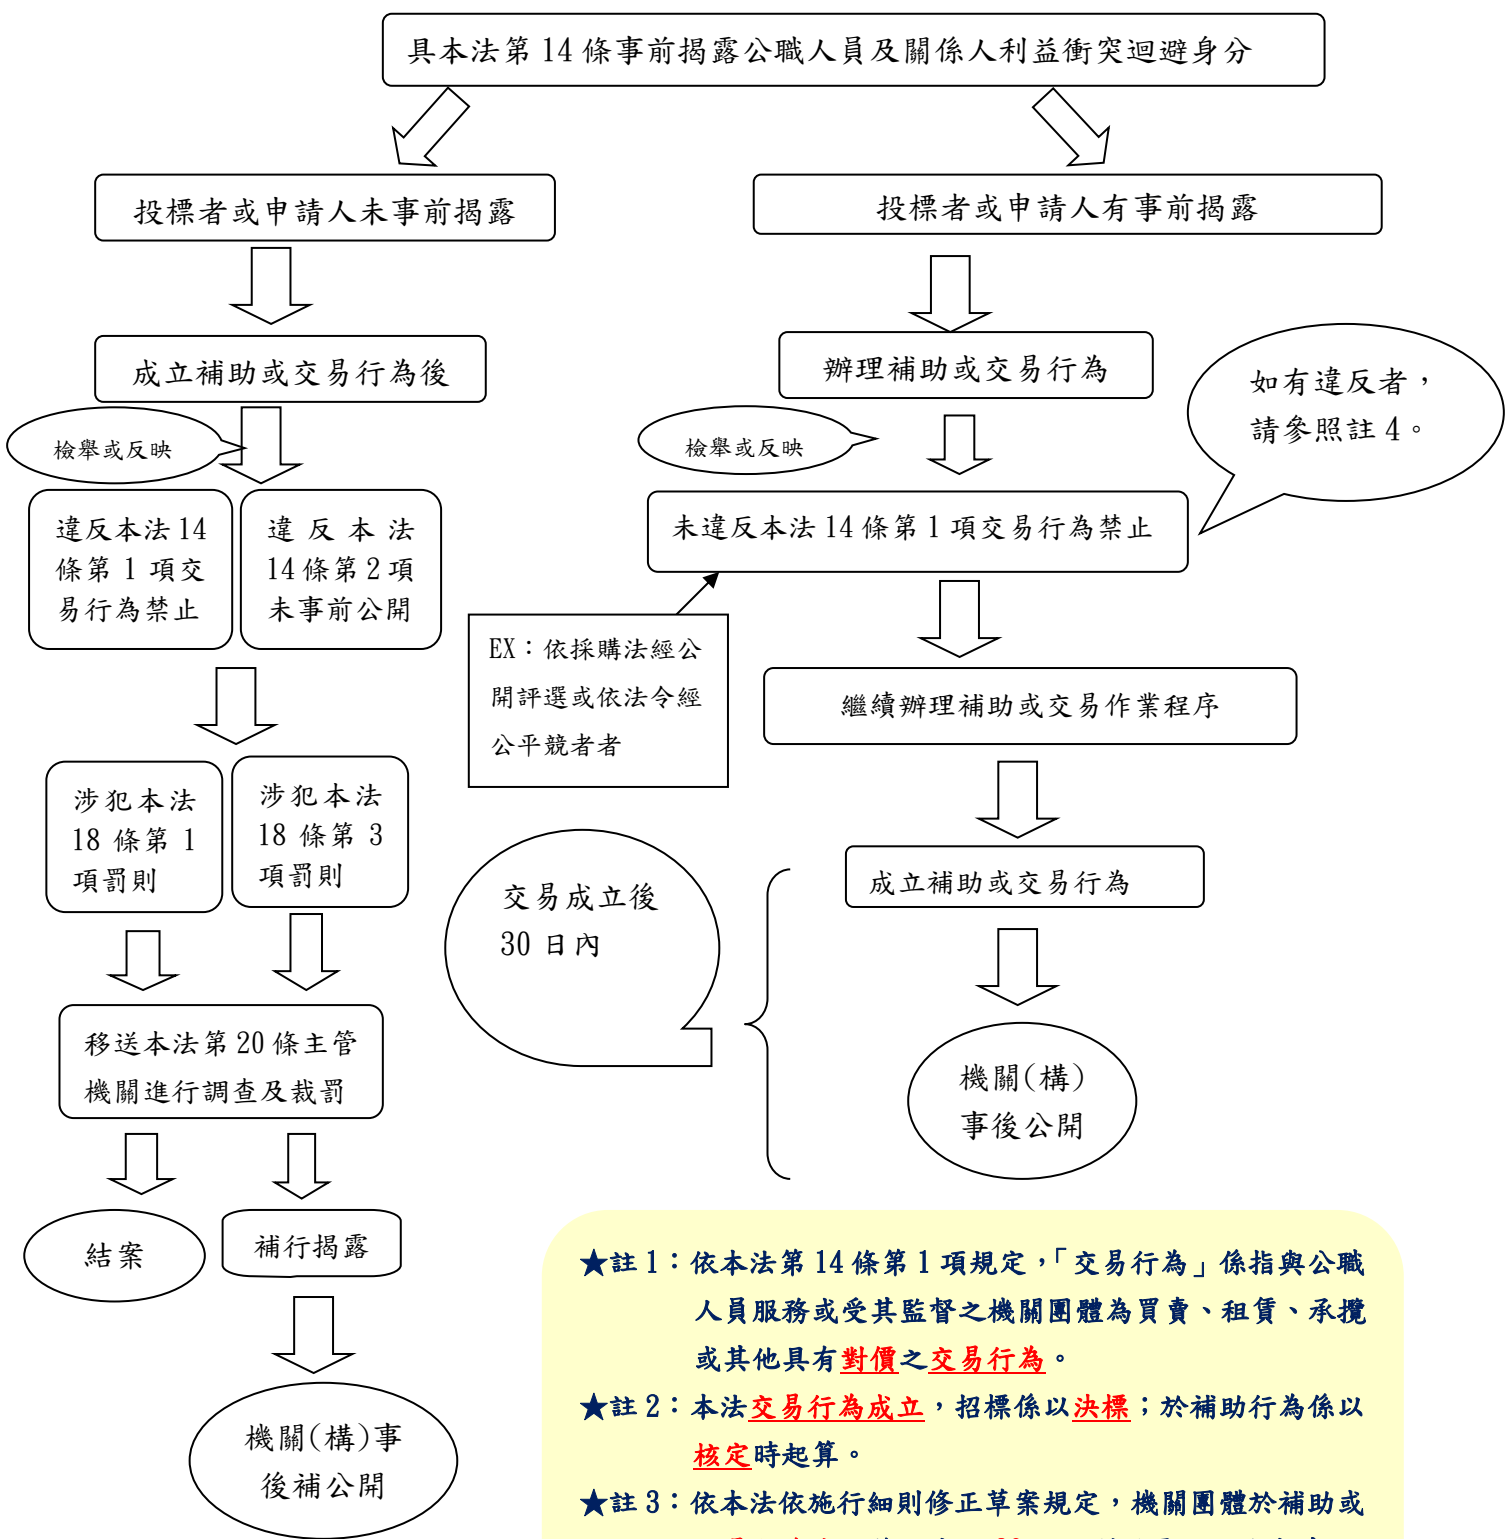 具本法第 14 條事前揭露公職人員及關係人利益衝突迴避身分
投標者或申請人未事前揭露
投標者或申請人有事前揭露
成立補助或交易行為後
辦理補助或交易行為
如有違反者，
請參照註 4。
檢舉或反映
檢舉或反映
違反本法 14
條第 1 項交
易行為禁止
違反本法
14 條第 2 項
未事前公開
未違反本法 14 條第 1 項交易行為禁止
EX：依採購法經公
開評選或依法令經
公平競者者
繼續辦理補助或交易作業程序
涉犯本法
18 條第 1
項罰則
涉犯本法
18 條第 3
項罰則
交易成立後
30 日內
成立補助或交易行為
移送本法第 20 條主管
機關進行調查及裁罰
機關(構)
事後公開
結案
補行揭露
機關(構)事
後補公開
★註 1：依本法第 14 條第 1 項規定，「交易行為」係指與公職
人員服務或受其監督之機關團體為買賣、租賃、承攬
或其他具有對價之交易行為。
★註 2：本法交易行為成立，招標係以決標；於補助行為係以
核定時起算。
★註 3：依本法依施行細則修正草案規定，機關團體於補助或